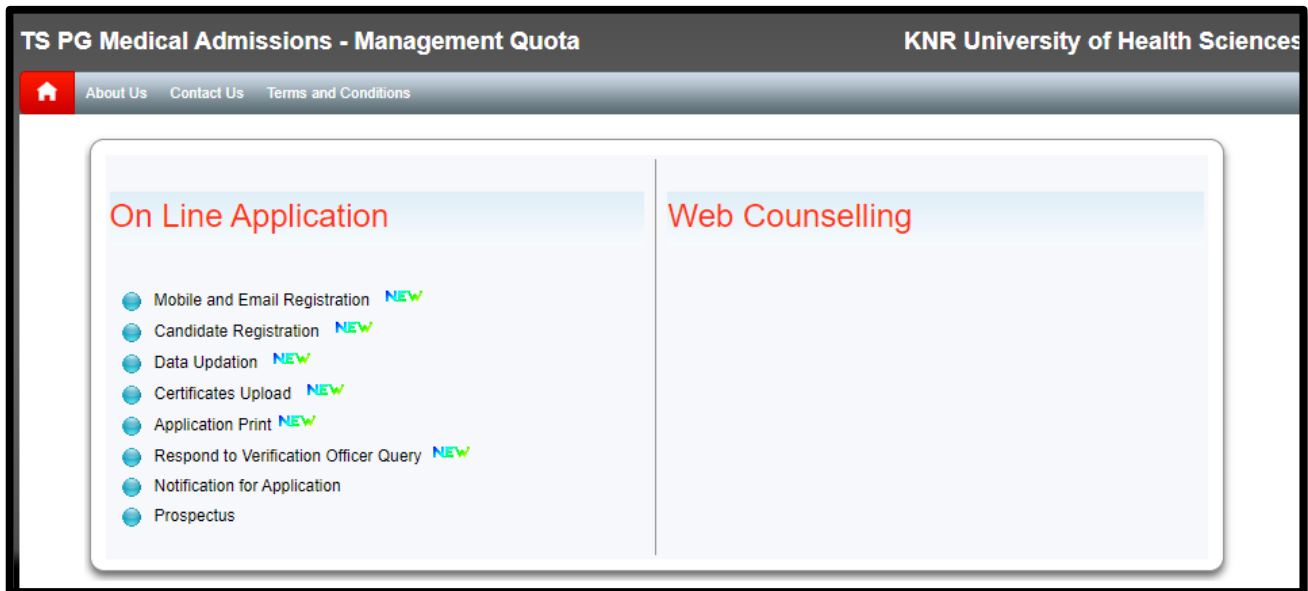 TS PG Medical Admissions - Management Quota
KNR University of Health Sciences
About Us Contact Us Terms and Conditions
On Line Application
Mobile and Email Registration NEW
Candidate Registration NEW
Data Updation NEW
Certificates Upload NEW
Application Print NEW
Respond to Verification Officer Query NEW
Notification for Application
Prospectus
Web Counselling